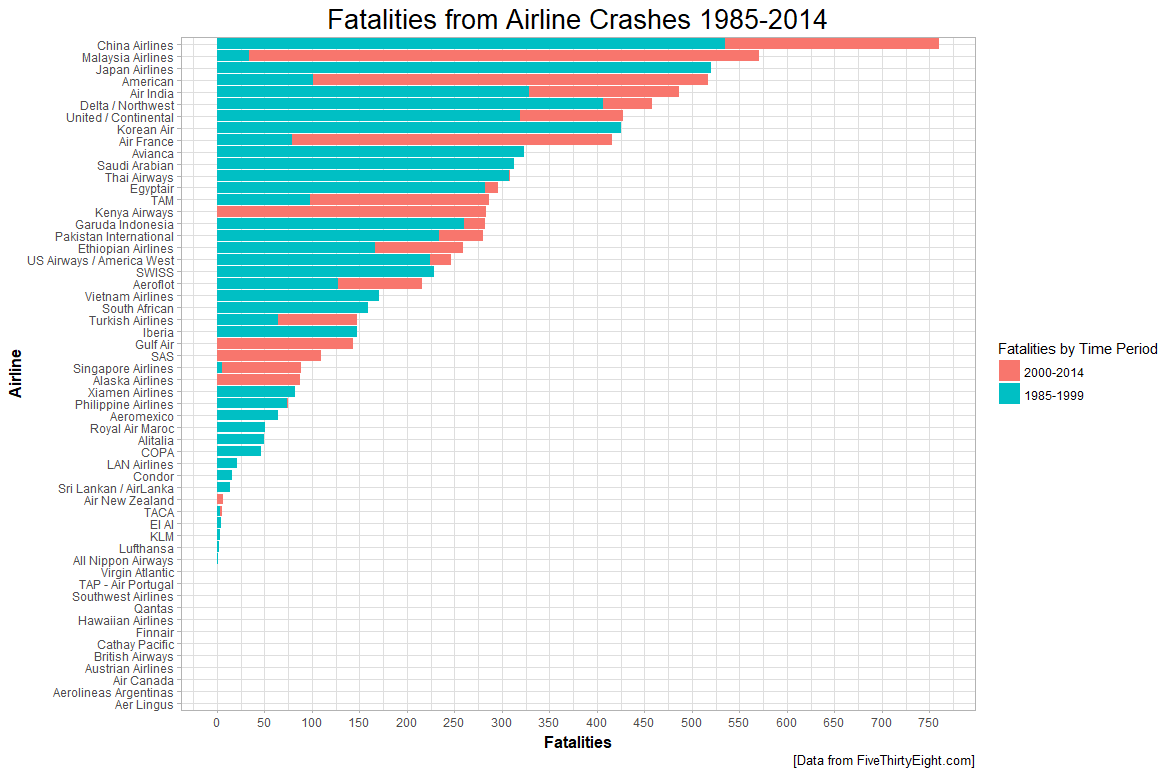 Fatalities from Airline Crashes 1985-2014
China Airlines
Malaysia Airlines
Japan Airlines
American
Air India
Delta / Northwest
United / Continental
Korean Air
Air France
Avianca
Saudi Arabian
Thai Airways
Egyptair
TAM
Kenya Airways
Garuda Indonesia
Pakistan International
Ethiopian Airlines
US Airways / America West
SWISS
Aeroflot
Vietnam Airlines
South African
Turkish Airlines
Iberia
Gulf Air
SAS
Singapore Airlines
Alaska Airlines
Xiamen Airlines
Philippine Airlines
Aeromexico
Royal Air Maroc
Alitalia
COPA
LAN Airlines
Condor
Sri Lankan / AirLanka
Air New Zealand
TACA
El Al
KLM
Lufthansa
All Nippon Airways
Virgin Atlantic
TAP - Air Portugal
Southwest Airlines
Qantas
Hawaiian Airlines
Finnair
Cathay Pacific
British Airways
Austrian Airlines
Air Canada
Aerolineas Argentinas
Aer Lingus
Airline
0 50 100 150 200 250 300 350 400 450 500 550 600 650 700 750
Fatalities
Fatalities by Time Period
2000-2014
1985-1999
[Data from FiveThirtyEight.com]